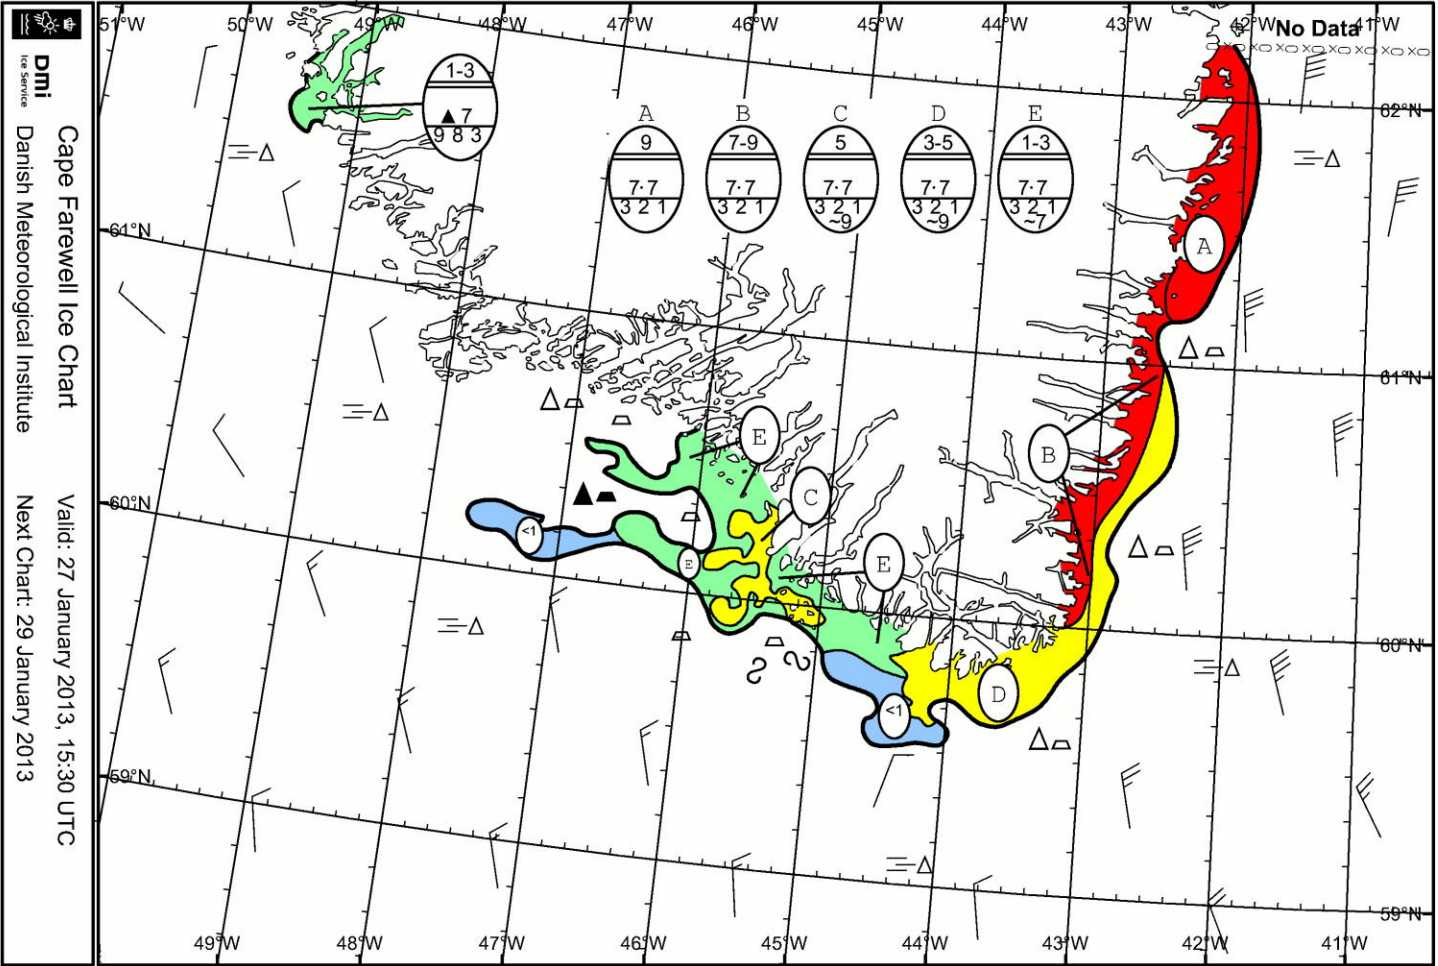 DMI
Ice Service
Cape Farewell Ice Chart
Danish Meteorological Institute
Valid: 27 January 2013, 15:30 UTC
Next Chart: 29 January 2013
51°W 50°W 49°W 48°W 47°W 46°W 45°W 44°W 43°W 42°W 41°W
No Data
62°N
1-3
▲ 7
9 8 3
A
9
7·7
3 2 1
B
7-9
7·7
3 2 1
C
5
7·7
3 2 1
~9
D
3-5
7·7
3 2 1
~9
E
1-3
7·7
3 2 1
~7
61°N
A
61°N
E
B
C
60°N
<1
E
E
60°N
D
<1
59°N
59°N
49°W 48°W 47°W 46°W 45°W 44°W 43°W 42°W 41°W